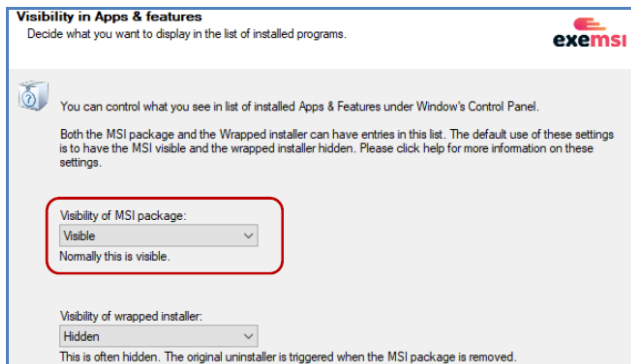 Visibility in Apps & features
Decide what you want to display in the list of installed programs.
exemsi
You can control what you see in list of installed Apps & Features under Window's Control Panel.
Both the MSI package and the Wrapped installer can have entries in this list. The default use of these settings
is to have the MSI visible and the wrapped installer hidden. Please click help for more information on these
settings.
Visibility of MSI package:
Visible
Normally this is visible.
Visibility of wrapped installer:
Hidden
This is often hidden. The original uninstaller is triggered when the MSI package is removed.